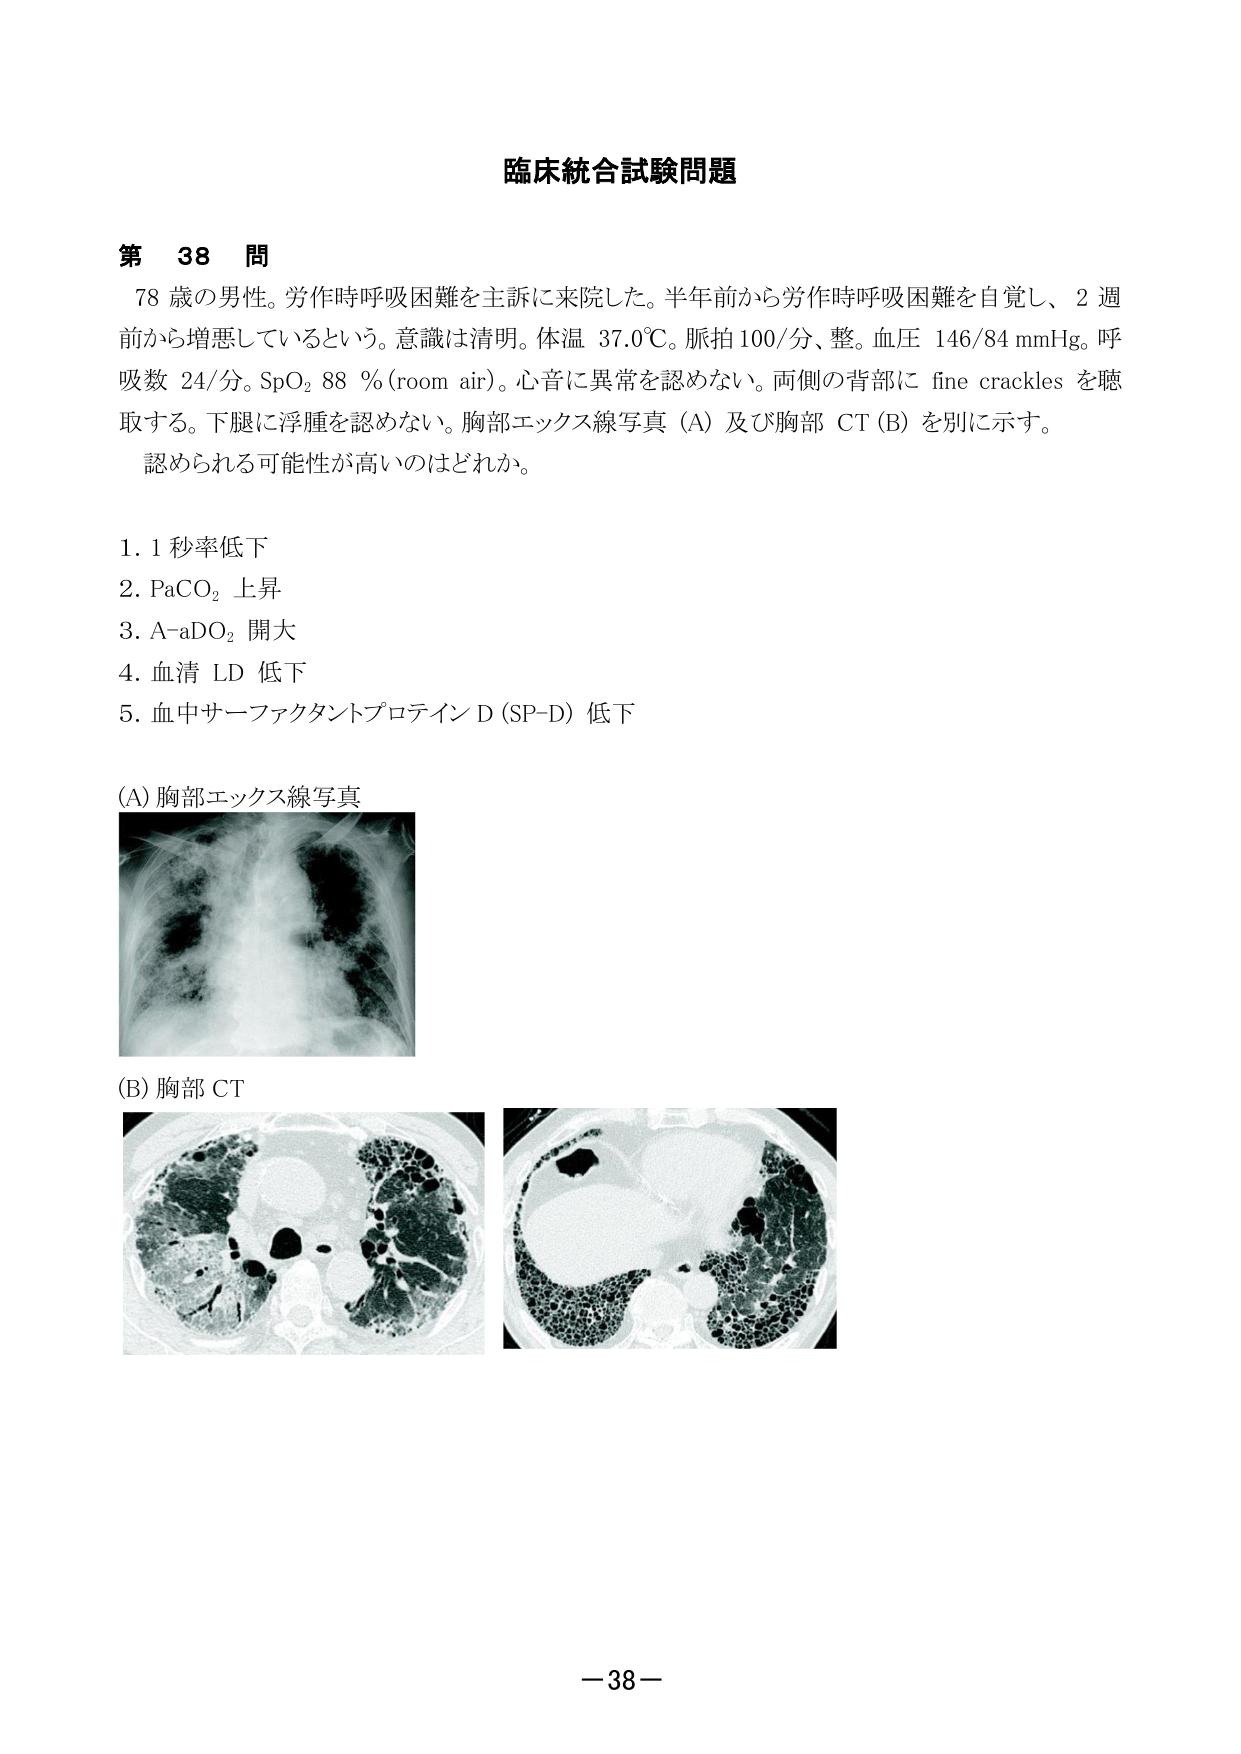 臨床統合試験問題
第 38 問
78 歳の男性。労作時呼吸困難を主訴に来院した。半年前から労作時呼吸困難を自覚し、2 週
前から増悪しているという。意識は清明。体温 37.0℃。脈拍 100/分、整。血圧 146/84 mmHg。呼
吸数 24/分。SpO₂ 88 %(room air)。心音に異常を認めない。両側の背部に fine crackles を聴
取する。下腿に浮腫を認めない。胸部エックス線写真 (A) 及び胸部 CT (B) を別に示す。
認められる可能性が高いのはどれか。
1. 1 秒率低下
2. PaCO₂ 上昇
3. A-aDO₂ 開大
4. 血清 LD 低下
5. 血中サーファクタントプロテイン D (SP-D) 低下
(A) 胸部エックス線写真
(B) 胸部 CT
―38―